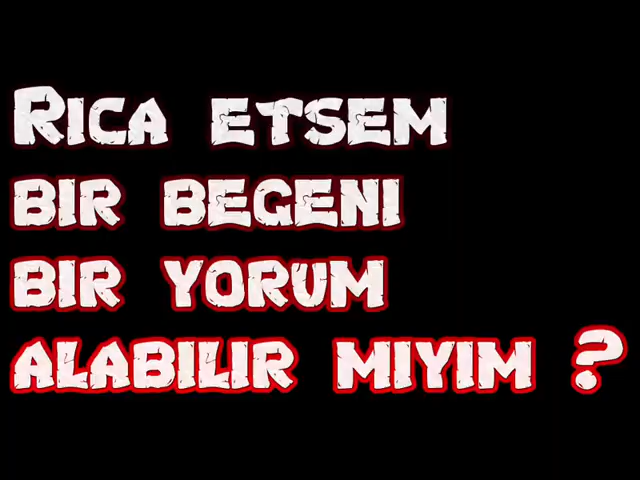 RICA ETSEM
BIR BEGENI
BIR YORUM
ALABILIR MIYIM ?